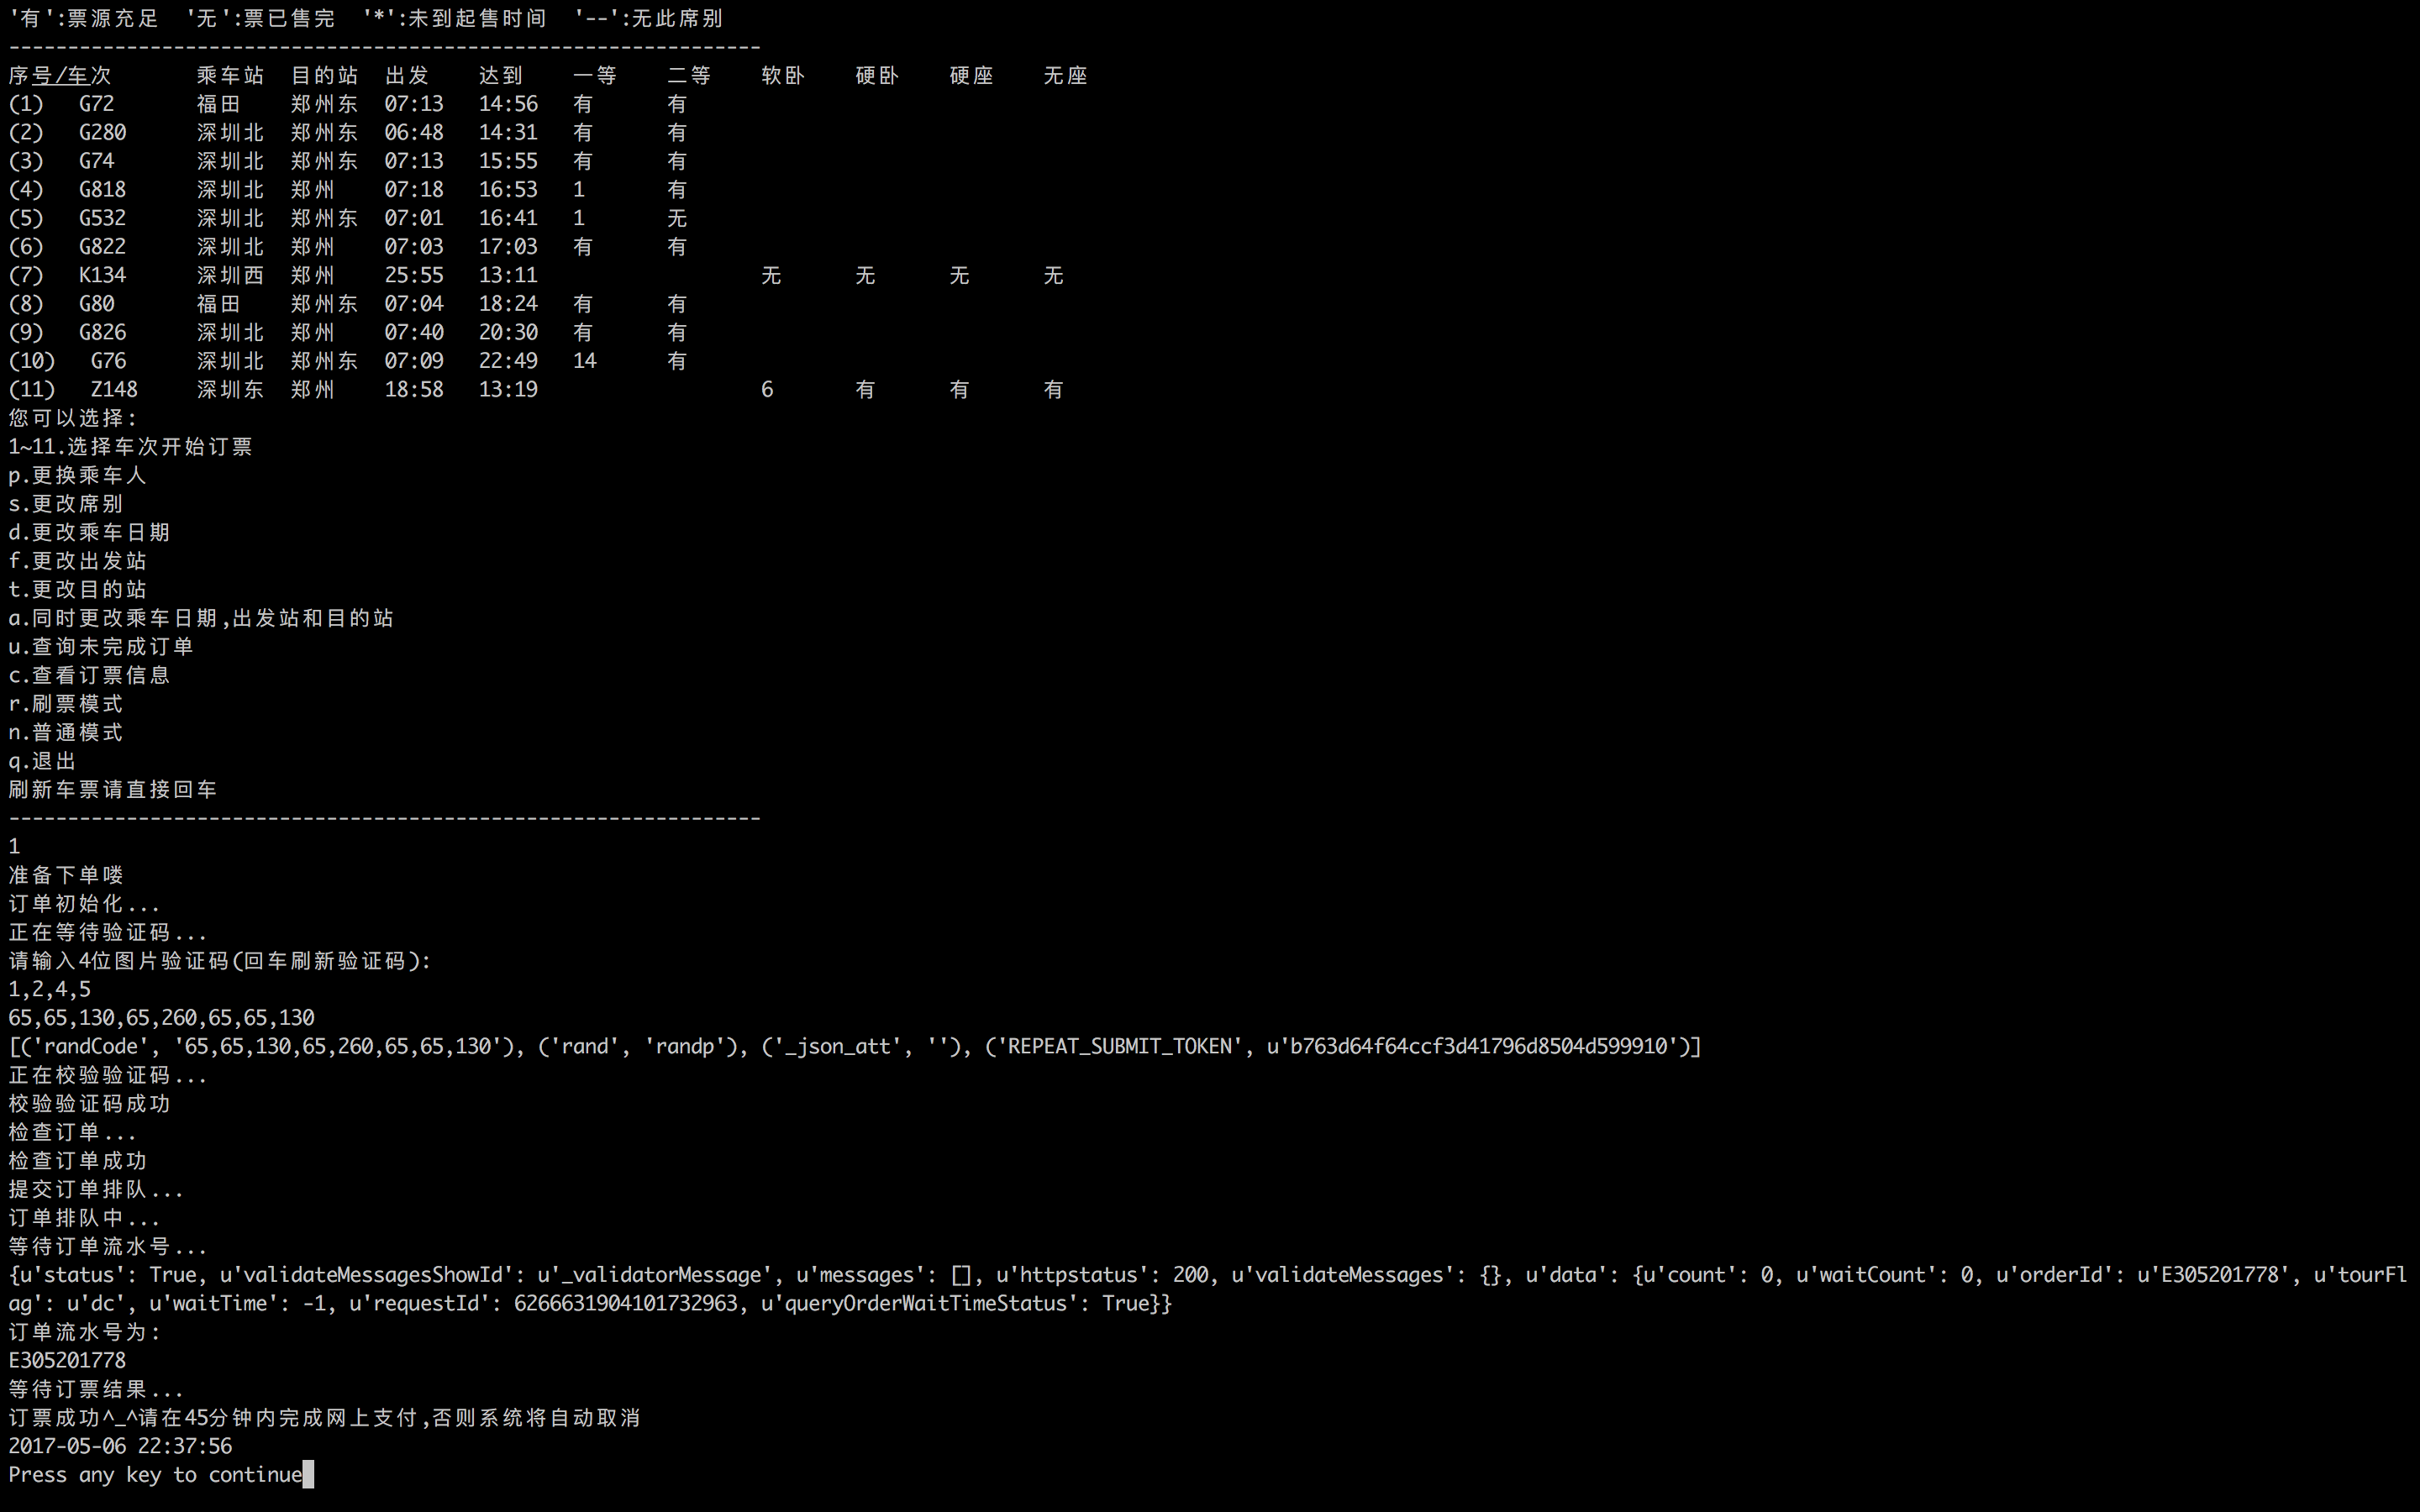 '有':票源充足  '无':票已售完  '*':未到起售时间  '--':无此席别
----------------------------------------------------------------
序号/车次       乘车站  目的站  出发    达到    一等    二等    软卧    硬卧    硬座    无座
(1)   G72       福田    郑州东  07:13   14:56   有      有
(2)   G280      深圳北  郑州东  06:48   14:31   有      有
(3)   G74       深圳北  郑州东  07:13   15:55   有      有
(4)   G818      深圳北  郑州    07:18   16:53   1       有
(5)   G532      深圳北  郑州东  07:01   16:41   1       无
(6)   G822      深圳北  郑州    07:03   17:03   有      有
(7)   K134      深圳西  郑州    25:55   13:11                   无      无      无      无
(8)   G80       福田    郑州东  07:04   18:24   有      有
(9)   G826      深圳北  郑州    07:40   20:30   有      有
(10)   G76      深圳北  郑州东  07:09   22:49   14      有
(11)   Z148     深圳东  郑州    18:58   13:19                   6       有      有      有
您可以选择:
1~11.选择车次开始订票
p.更换乘车人
s.更改席别
d.更改乘车日期
f.更改出发站
t.更改目的站
a.同时更改乘车日期,出发站和目的站
u.查询未完成订单
c.查看订票信息
r.刷票模式
n.普通模式
q.退出
刷新车票请直接回车
----------------------------------------------------------------
1
准备下单喽
订单初始化...
正在等待验证码...
请输入4位图片验证码(回车刷新验证码):
1,2,4,5
65,65,130,65,260,65,65,130
[('randCode', '65,65,130,65,260,65,65,130'), ('rand', 'randp'), ('_json_att', ''), ('REPEAT_SUBMIT_TOKEN', u'b763d64f64ccf3d41796d8504d599910')]
正在校验验证码...
校验验证码成功
检查订单...
检查订单成功
提交订单排队...
订单排队中...
等待订单流水号...
{u'status': True, u'validateMessagesShowId': u'_validatorMessage', u'messages': [], u'httpstatus': 200, u'validateMessages': {}, u'data': {u'count': 0, u'waitCount': 0, u'orderId': u'E305201778', u'tourFl
ag': u'dc', u'waitTime': -1, u'requestId': 6266631904101732963, u'queryOrderWaitTimeStatus': True}}
订单流水号为:
E305201778
等待订票结果...
订票成功^_^请在45分钟内完成网上支付,否则系统将自动取消
2017-05-06 22:37:56
Press any key to continue